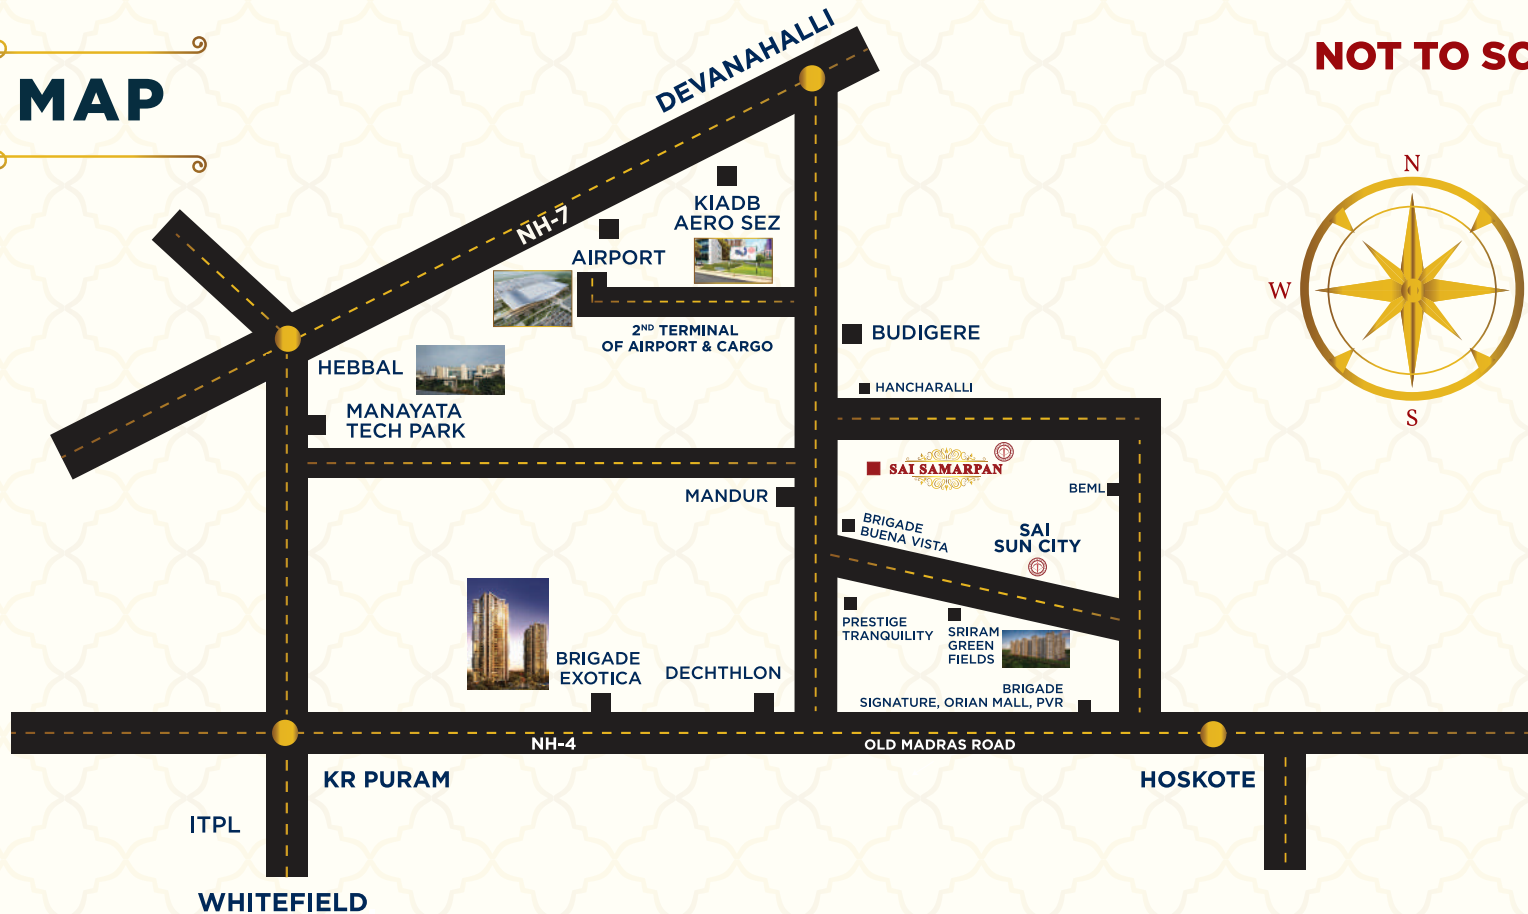 MAP
NOT TO SC
DEVANAHALLI
NH-7
KIADB
AERO SEZ
AIRPORT
2ND TERMINAL
OF AIRPORT & CARGO
N
W
S
BUDIGERE
HANCHARALLI
HEBBAL
MANAYATA
TECH PARK
SAI SAMARPAN
MANDUR
BEML
BRIGADE
BUENA VISTA
SAI
SUN CITY
PRESTIGE
TRANQUILITY
SRIRAM
GREEN
FIELDS
BRIGADE
EXOTICA
DECHTHLON
BRIGADE
SIGNATURE, ORIAN MALL, PVR
NH-4
OLD MADRAS ROAD
KR PURAM
HOSKOTE
ITPL
WHITEFIELD